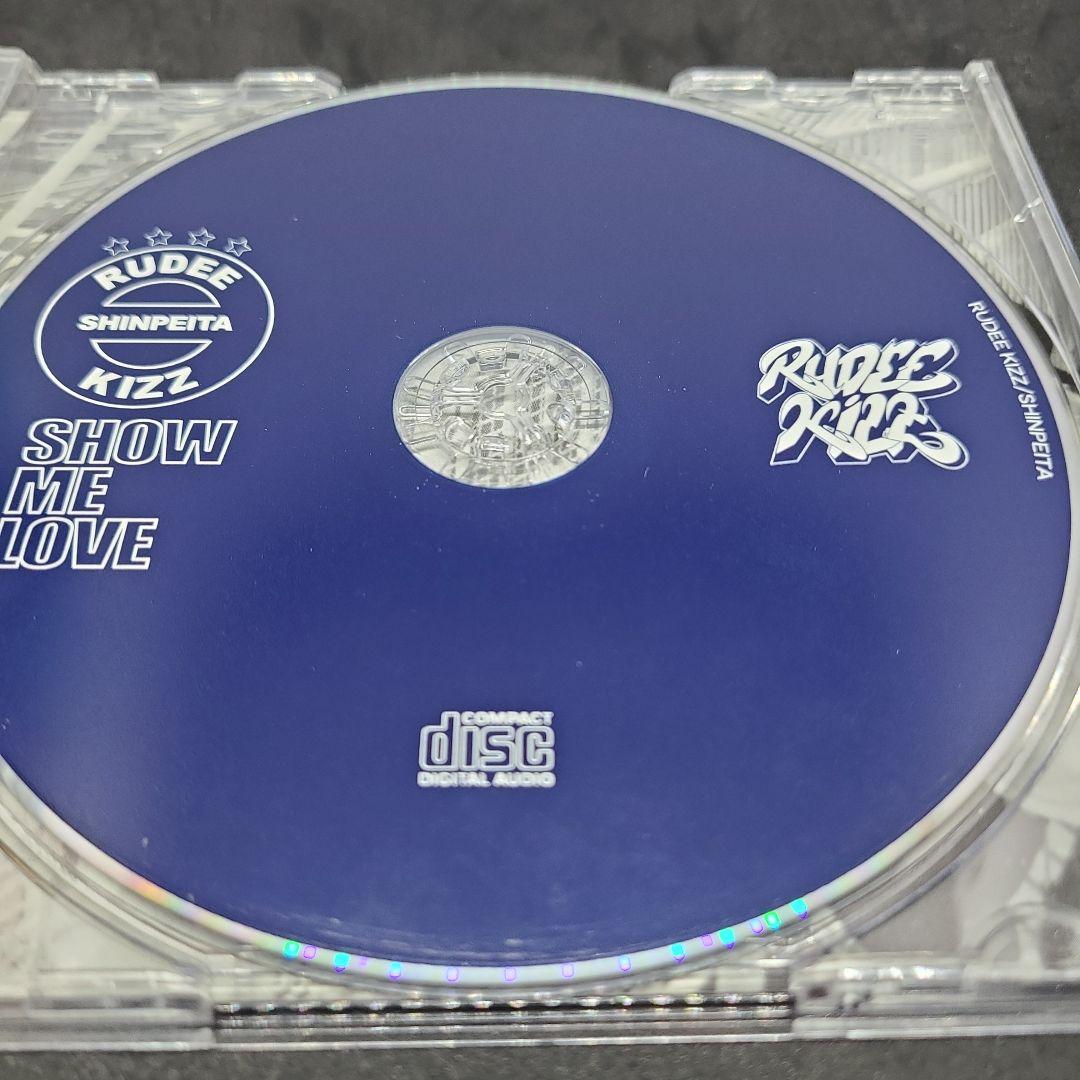 RUDEE
SHINPEITA
KIZZ
SHOW
ME
LOVE
RUDEE
KIZZ
RUDEE KIZZ/SHINPEITA
COMPACT
disc
DIGITAL AUDIO